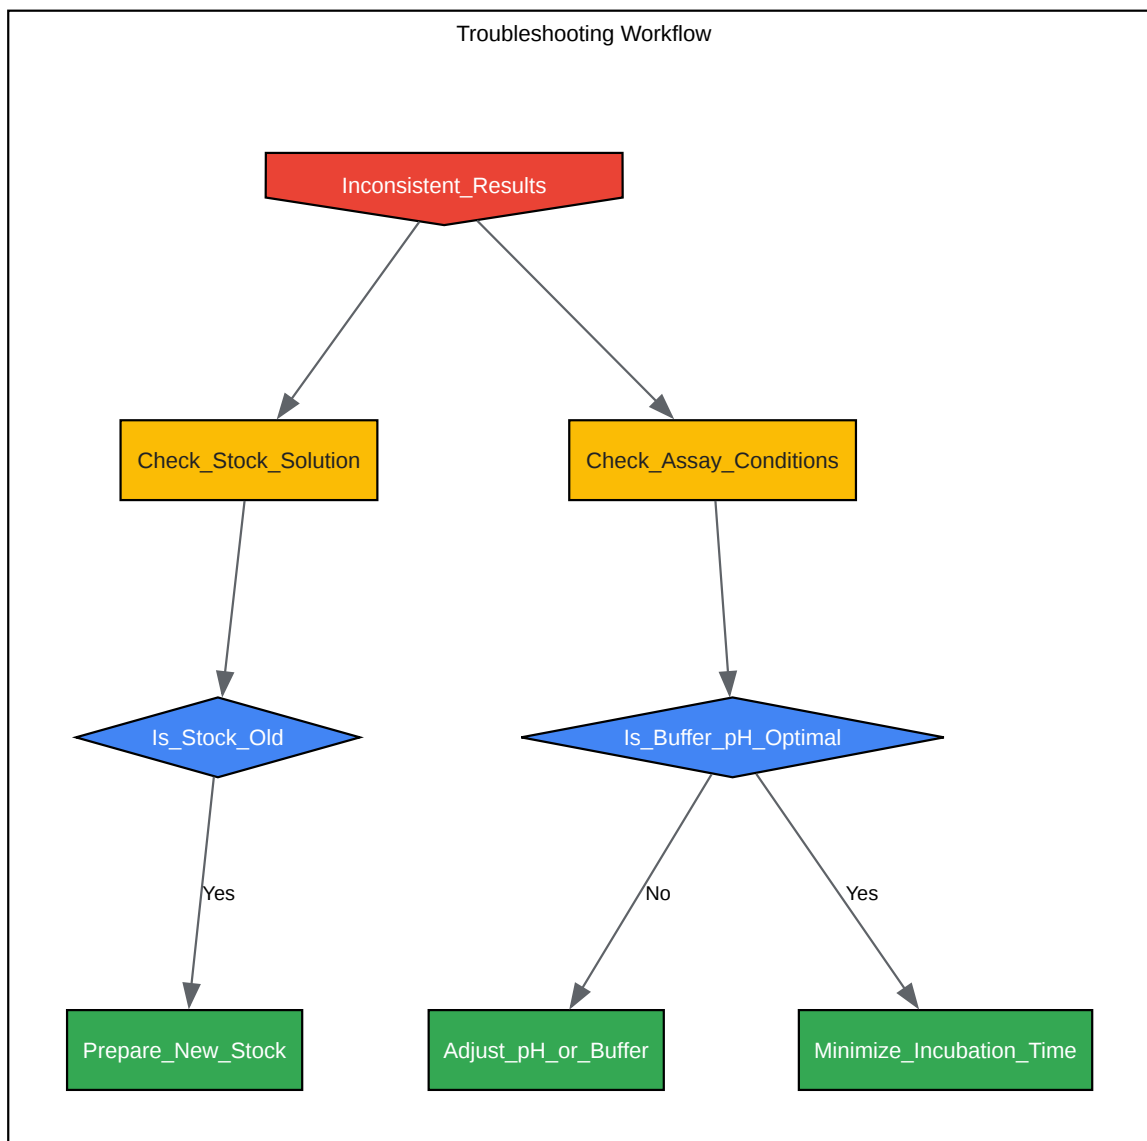 Troubleshooting Workflow
Inconsistent_Results
Check_Stock_Solution
Check_Assay_Conditions
Is_Stock_Old
Is_Buffer_pH_Optimal
Yes
No
Yes
Prepare_New_Stock
Adjust_pH_or_Buffer
Minimize_Incubation_Time